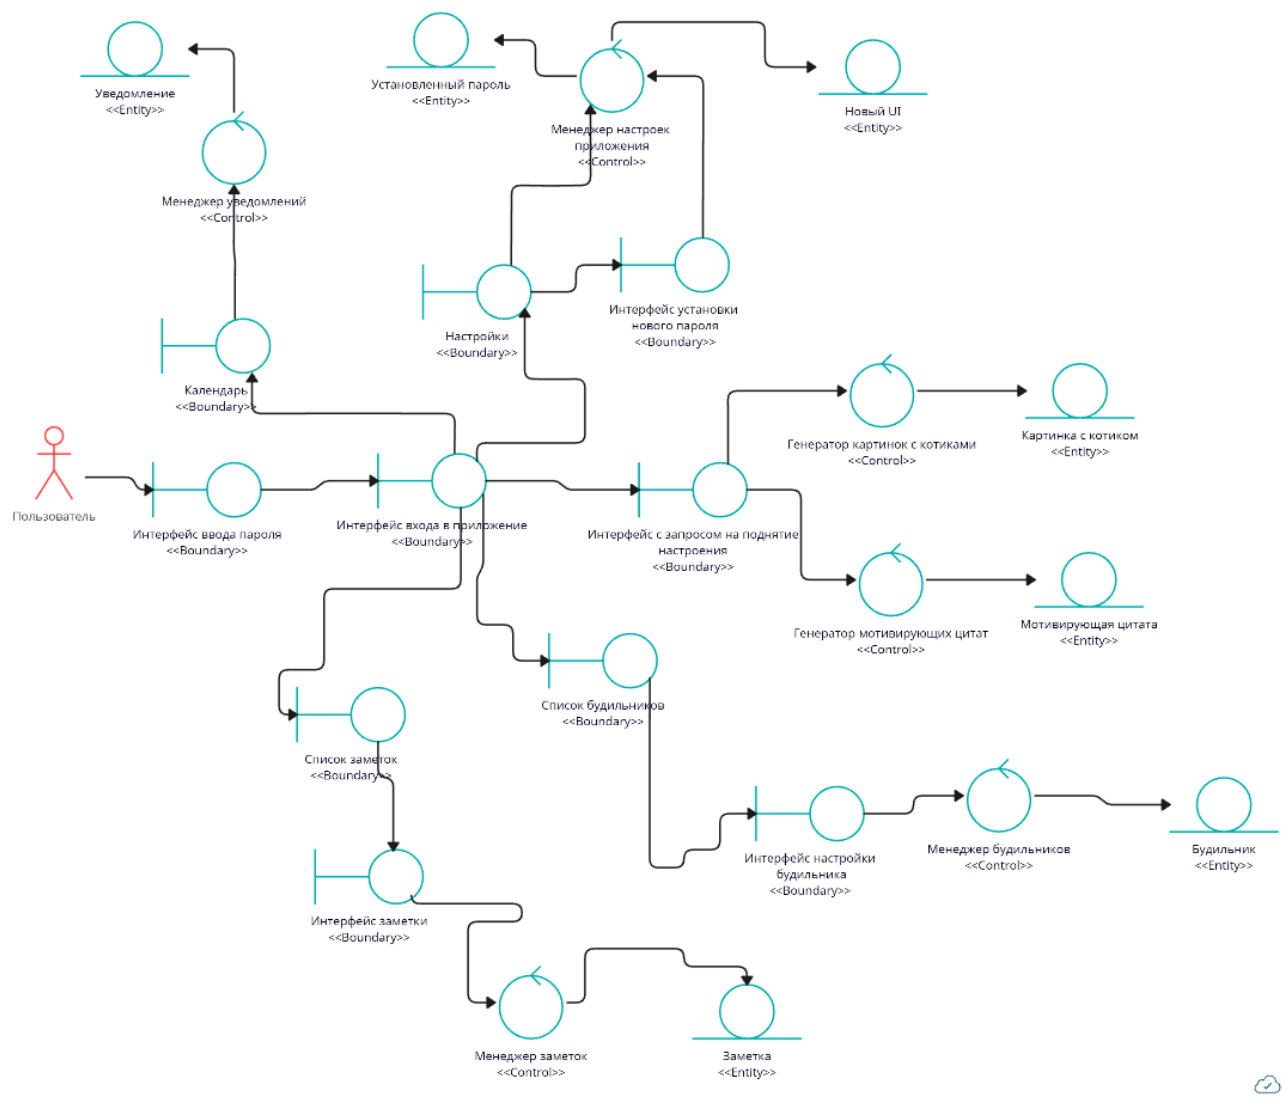 Уведомление
<<Entity>>
Установленный пароль
<<Entity>>
Менеджер настроек
приложения
<<Control>>
Новый UI
<<Entity>>
Менеджер уведомлений
<<Control>>
Настройки
<<Boundary>>
Интерфейс установки
нового пароля
<<Boundary>>
Календарь
<<Boundary>>
Генератор картинок с котиками
<<Control>>
Картинка с котиком
<<Entity>>
Пользователь
Интерфейс ввода пароля
<<Boundary>>
Интерфейс входа в приложение
<<Boundary>>
Интерфейс с запросом на поднятие
настроения
<<Boundary>>
Генератор мотивирующих цитат
<<Control>>
Мотивирующая цитата
<<Entity>>
Список заметок
<<Boundary>>
Список будильников
<<Boundary>>
Интерфейс настройки
будильника
<<Boundary>>
Менеджер будильников
<<Control>>
Будильник
<<Entity>>
Интерфейс заметки
<<Boundary>>
Менеджер заметок
<<Control>>
Заметка
<<Entity>>